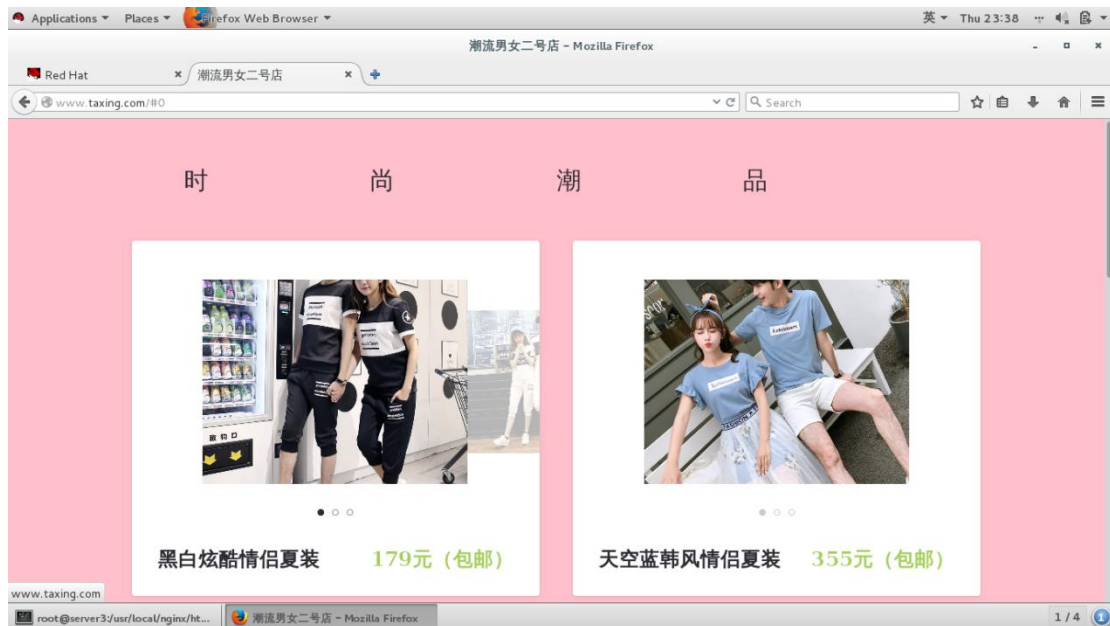 Applications Places Firefox Web Browser 英 Thu 23:38
潮流男女二号店 - Mozilla Firefox
Red Hat 潮流男女二号店
www.taxing.com/#0 Search
时 尚 潮 品
黑白炫酷情侣夏装 179元（包邮） 天空蓝韩风情侣夏装 355元（包邮）
www.taxing.com
root@server3:/usr/local/nginx/ht... 潮流男女二号店 - Mozilla Firefox 1 / 4 1